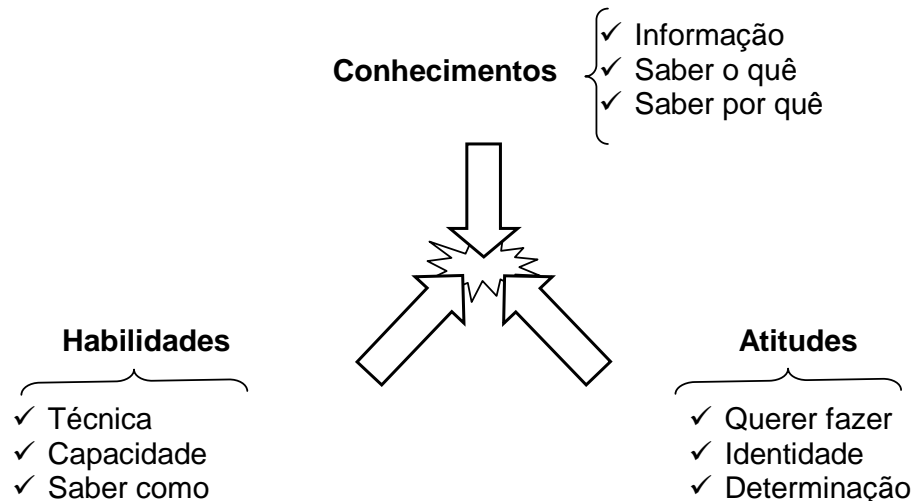 Conhecimentos
✓ Informação
✓ Saber o quê
✓ Saber por quê
Habilidades
✓ Técnica
✓ Capacidade
✓ Saber como
Atitudes
✓ Querer fazer
✓ Identidade
✓ Determinação